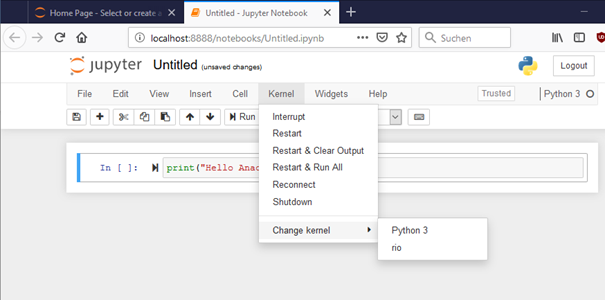 Home Page - Select or create a
Untitled - Jupyter Notebook
localhost:8888/notebooks/Untitled.ipynb
Suchen
jupyter Untitled (unsaved changes)
Logout
File Edit View Insert Cell Kernel Widgets Help Trusted Python 3
Run
Interrupt
Restart
Restart & Clear Output
Restart & Run All
Reconnect
Shutdown
Change kernel
Python 3
rio
In [ ]: print("Hello